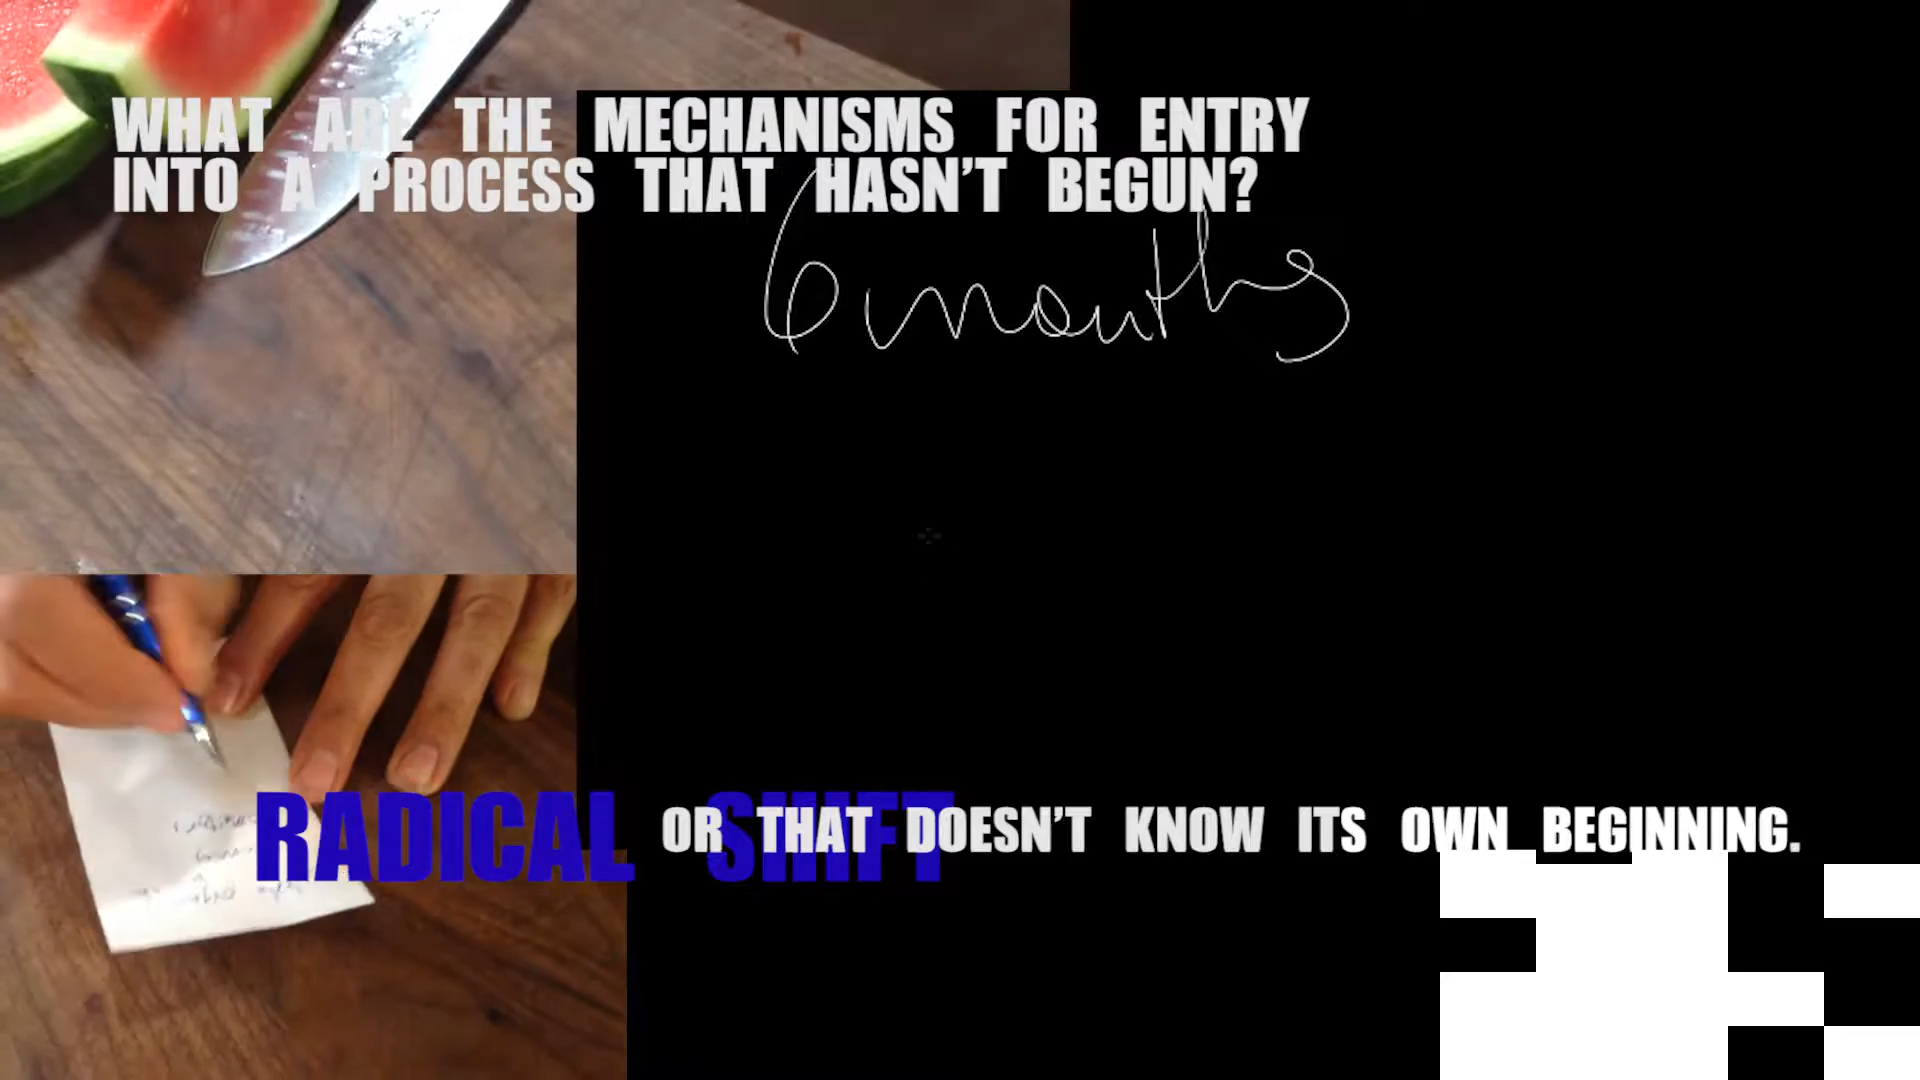 WHAT ARE THE MECHANISMS FOR ENTRY
INTO A PROCESS THAT HASN'T BEGUN?
6 months
RADICAL SHIFT
OR THAT DOESN'T KNOW ITS OWN BEGINNING.